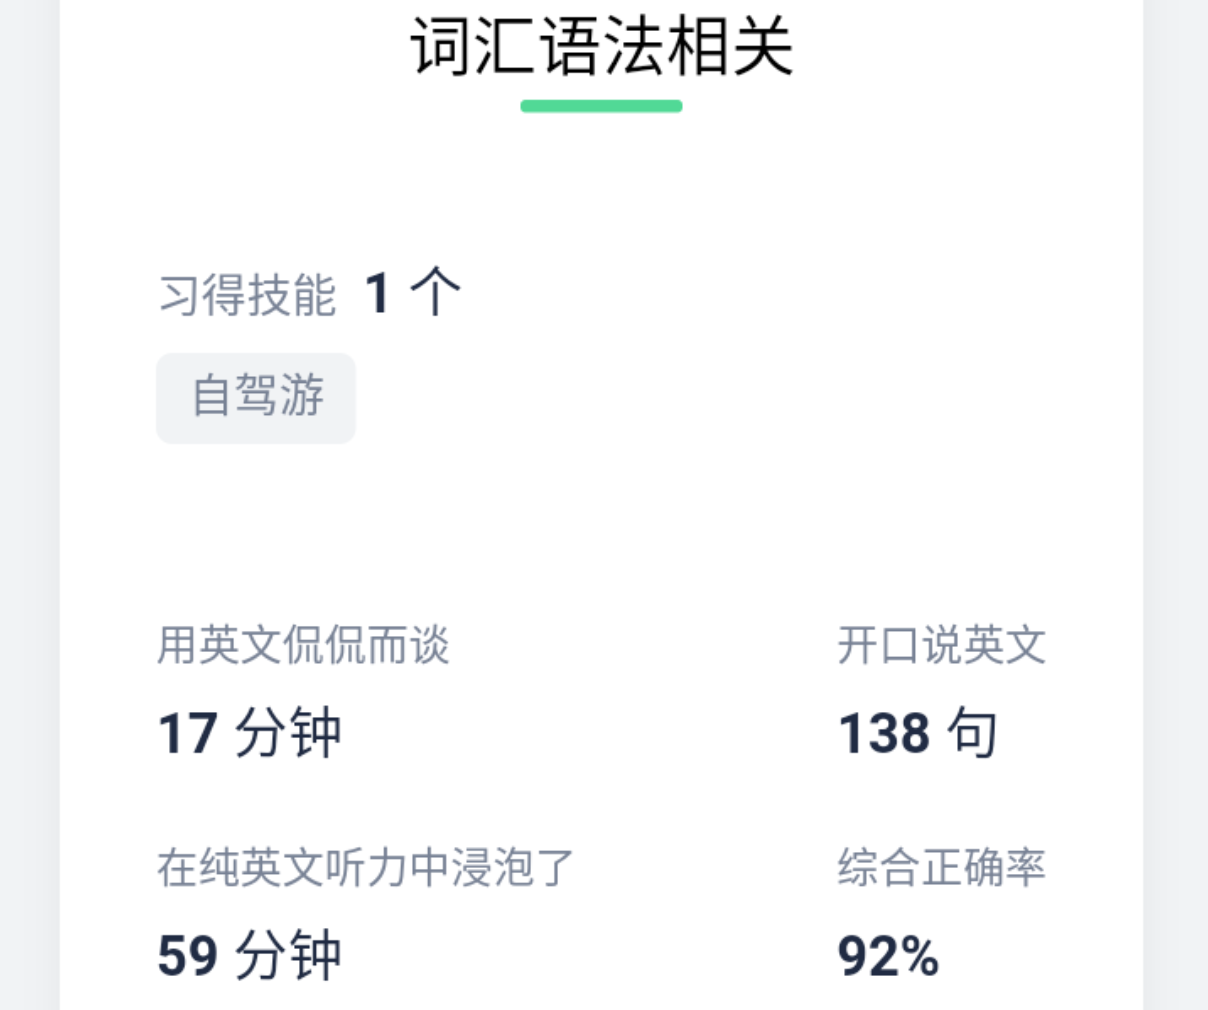 词汇语法相关
习得技能 1 个
自驾游
用英文侃侃而谈 开口说英文
17 分钟 138 句
在纯英文听力中浸泡了 综合正确率
59 分钟 92%